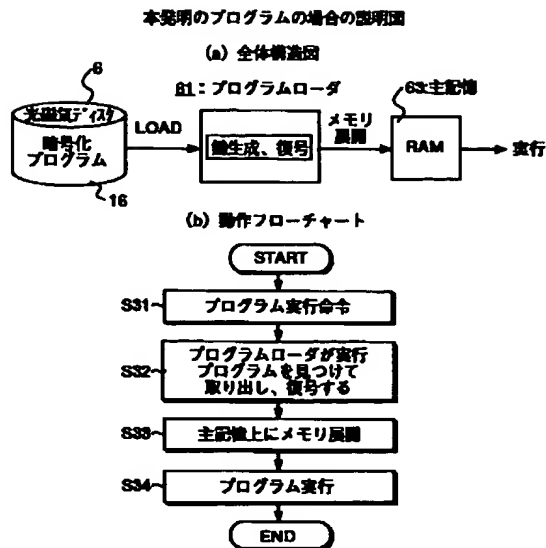 本発明のプログラムの場合の説明図
(a) 全体構造図
6
61：プログラムローダ
63:主記憶
光磁気ディスク
LOAD
メモリ
展開
暗号化
プログラム
鍵生成、復号
RAM
実行
16
(b) 動作フローチャート
START
S31
プログラム実行命令
S32
プログラムローダが実行
プログラムを見つけて
取り出し、復号する
S33
主記憶上にメモリ展開
S34
プログラム実行
END